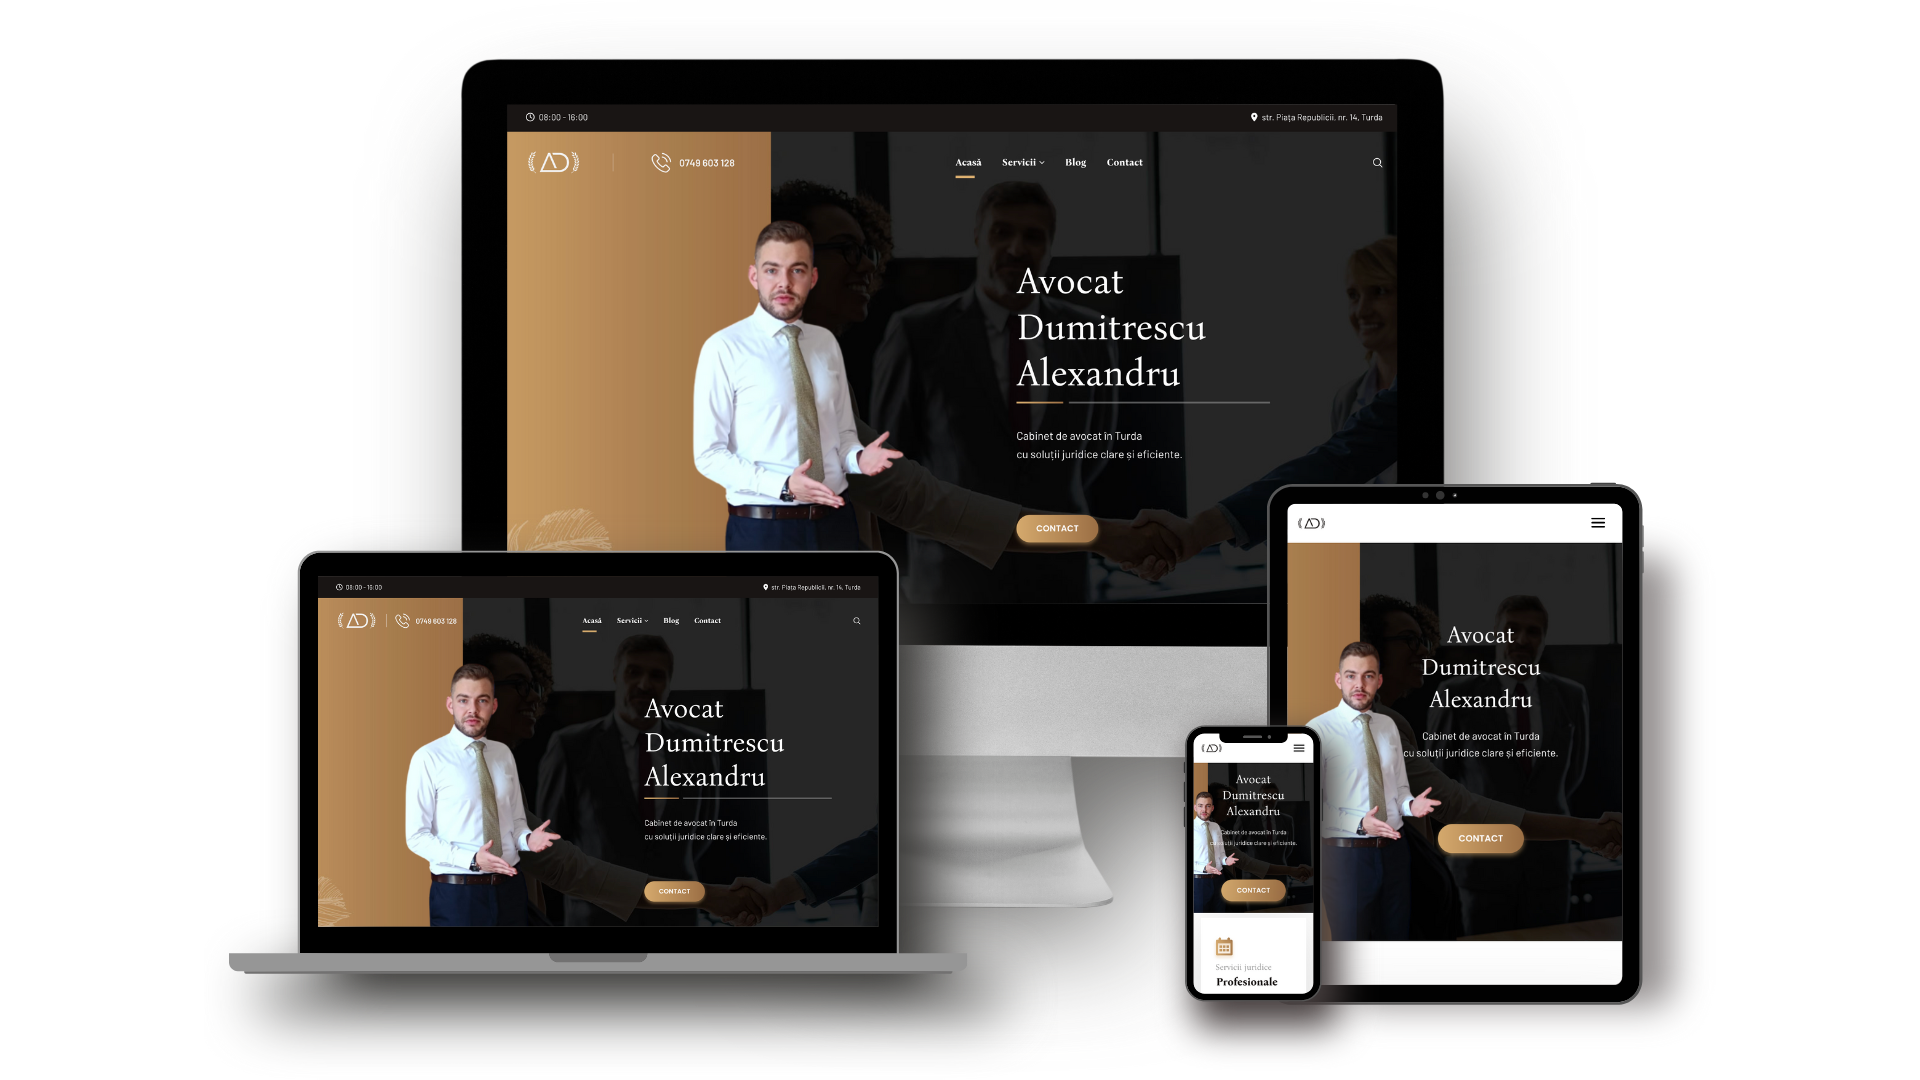 08:00 - 16:00
str. Piața Republicii, nr. 14, Turda
AD
0749 603 128
Acasă
Servicii
Blog
Contact
Avocat
Dumitrescu
Alexandru
Cabinet de avocat în Turda
cu soluții juridice clare și eficiente.
CONTACT
08:00 - 16:00
str. Piața Republicii, nr. 14, Turda
AD
0749 603 128
Acasă
Servicii
Blog
Contact
Avocat
Dumitrescu
Alexandru
Cabinet de avocat în Turda
cu soluții juridice clare și eficiente.
CONTACT
AD
Avocat
Dumitrescu
Alexandru
Cabinet de avocat în Turda
cu soluții juridice clare și eficiente.
CONTACT
AD
Avocat
Dumitrescu
Alexandru
Cabinet de avocat în Turda
cu soluții juridice clare și eficiente.
CONTACT
Servicii juridice
Profesionale